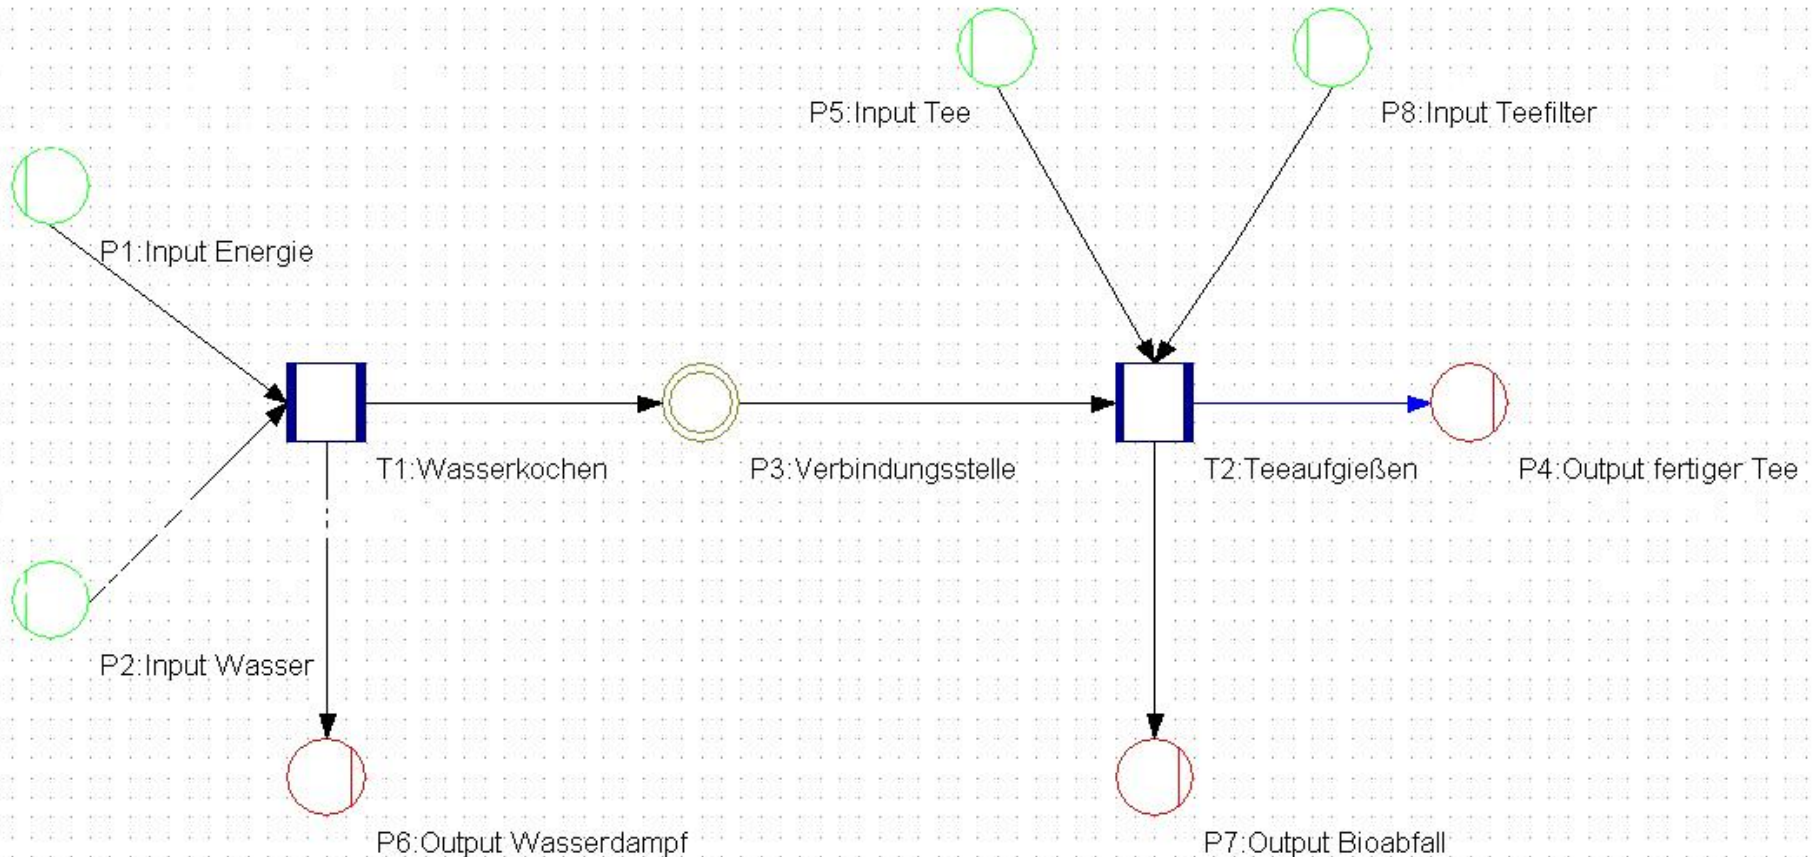 P5:Input Tee
P8:Input Teefilter
P1:Input Energie
T1:Wasserkochen
P3:Verbindungsstelle
T2:Teeaufgießen
P4:Output fertiger Tee
P2:Input Wasser
P6:Output Wasserdampf
P7:Output Bioabfall